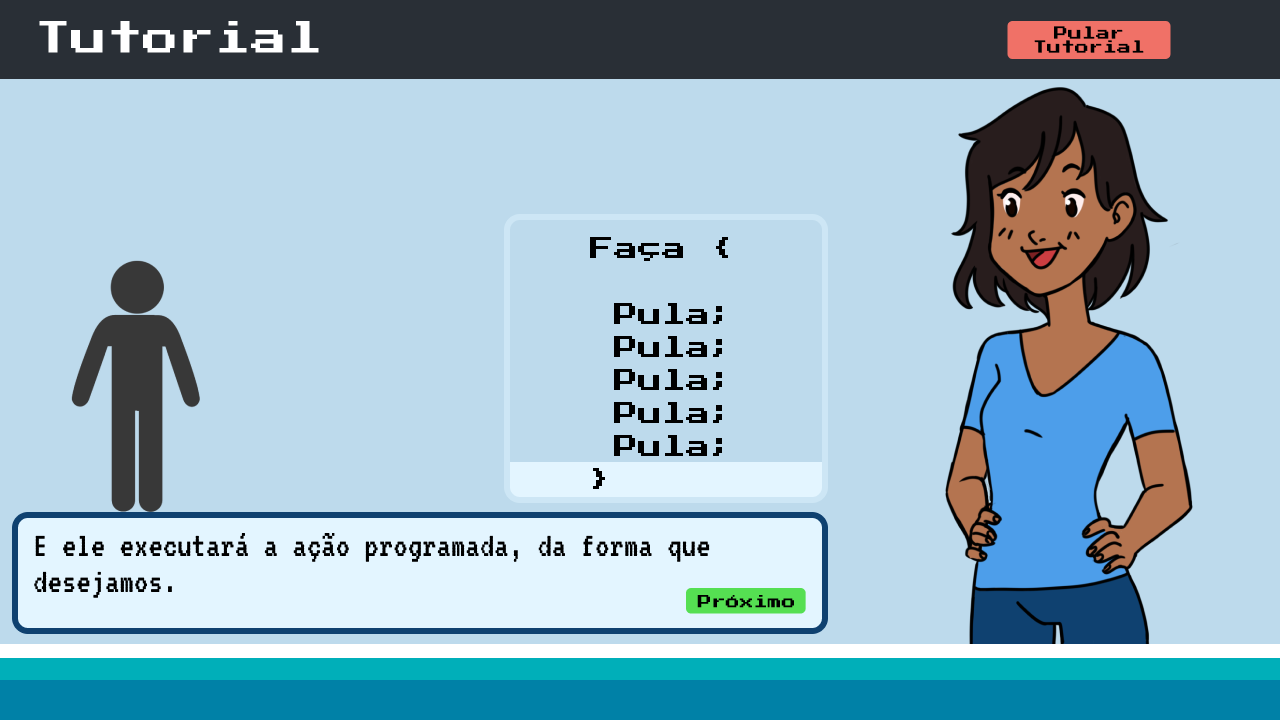 Tutorial
Pular
Tutorial
Faça {
Pula;
Pula;
Pula;
Pula;
Pula;
}
E ele executará a ação programada, da forma que
desejamos.
Próximo